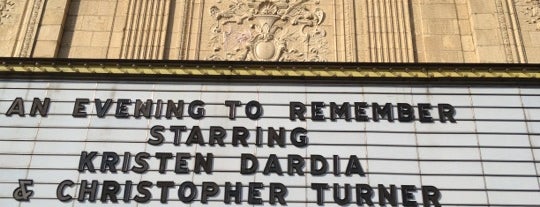 AN EVENING TO REMEMBER
STARRING
KRISTEN DARDIA
& CHRISTOPHER TURNER